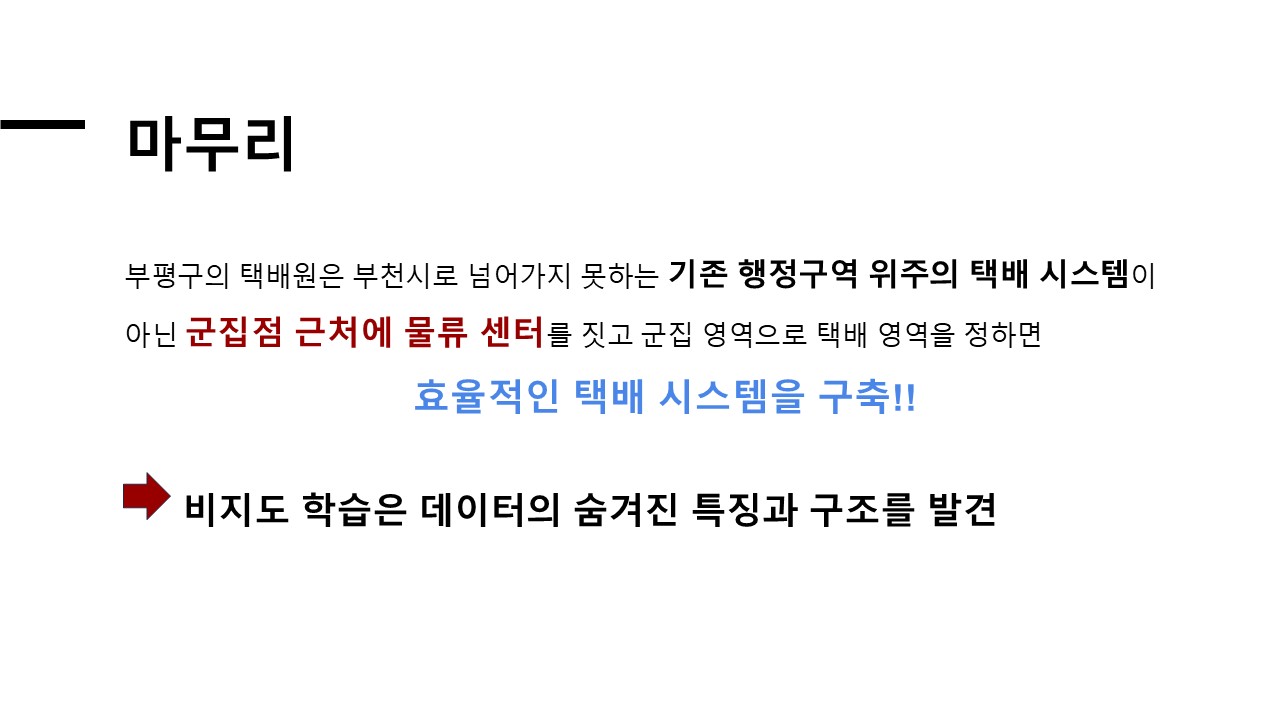 마무리
부평구의 택배원은 부천시로 넘어가지 못하는 기존 행정구역 위주의 택배 시스템이
아닌 군집점 근처에 물류 센터를 짓고 군집 영역으로 택배 영역을 정하면
효율적인 택배 시스템을 구축!!
비지도 학습은 데이터의 숨겨진 특징과 구조를 발견